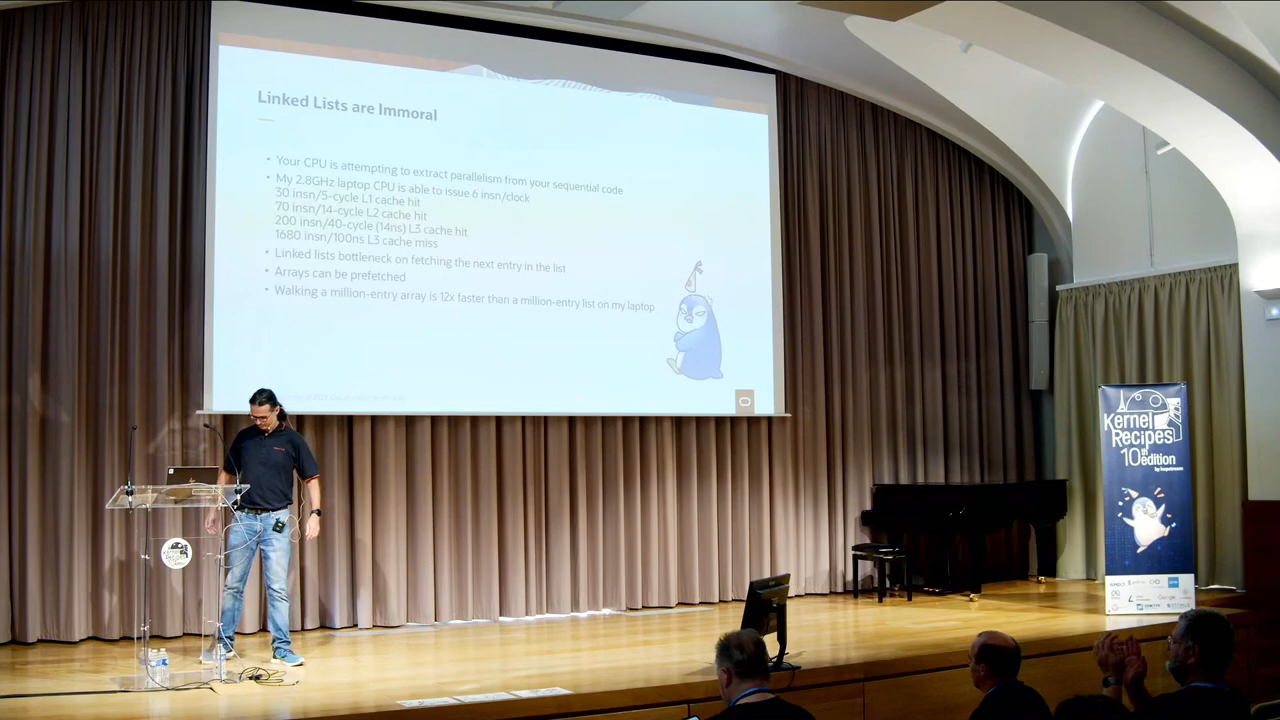 Linked Lists are Immoral
• Your CPU is attempting to extract parallelism from your sequential code
• My 2.8GHz laptop CPU is able to issue 6 insn/clock
30 insn/5-cycle L1 cache hit
70 insn/14-cycle L2 cache hit
200 insn/40-cycle (14ns) L3 cache hit
1680 insn/100ns L3 cache miss
• Linked lists bottleneck on fetching the next entry in the list
• Arrays can be prefetched
• Walking a million-entry array is 12x faster than a million-entry list on my laptop
Kernel
Recipes
10th edition
Kernel
Recipes
AMD
Google